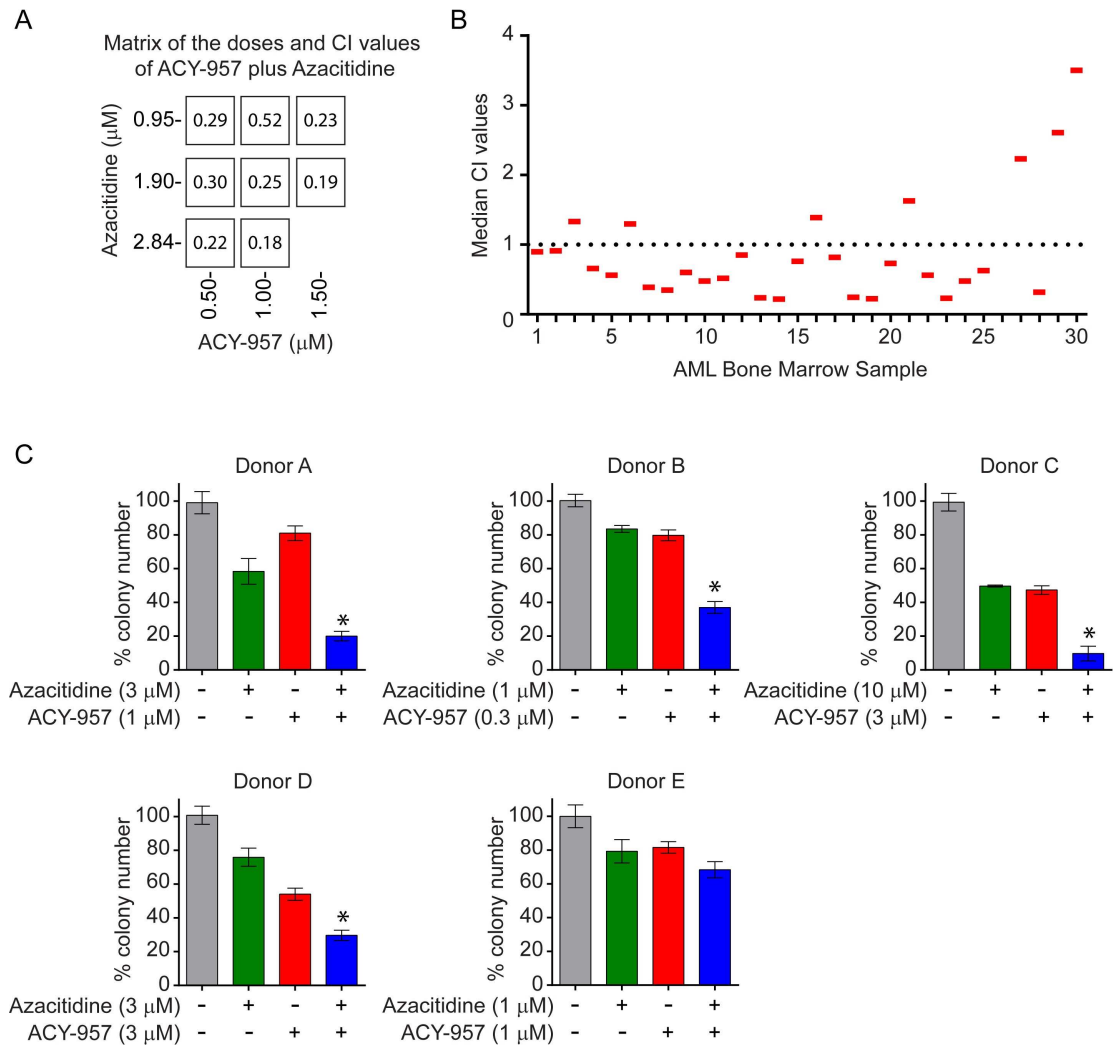 A
Matrix of the doses and CI values
of ACY-957 plus Azacitidine
Azacitidine (μM)
0.95- 0.29 0.52 0.23
1.90- 0.30 0.25 0.19
2.84- 0.22 0.18
0.50- 1.00- 1.50-
ACY-957 (μM)
B
Median CI values
4
3
2
1
0
1 5 10 15 20 25 30
AML Bone Marrow Sample
C
Donor A
% colony number
100
80
60
40
20
0
*
Azacitidine (3 μM) - + - +
ACY-957 (1 μM) - - + +
Donor B
% colony number
100
80
60
40
20
0
*
Azacitidine (1 μM) - + - +
ACY-957 (0.3 μM) - - + +
Donor C
% colony number
100
80
60
40
20
0
*
Azacitidine (10 μM) - + - +
ACY-957 (3 μM) - - + +
Donor D
% colony number
100
80
60
40
20
0
*
Azacitidine (3 μM) - + - +
ACY-957 (3 μM) - - + +
Donor E
% colony number
100
80
60
40
20
0
Azacitidine (1 μM) - + - +
ACY-957 (1 μM) - - + +